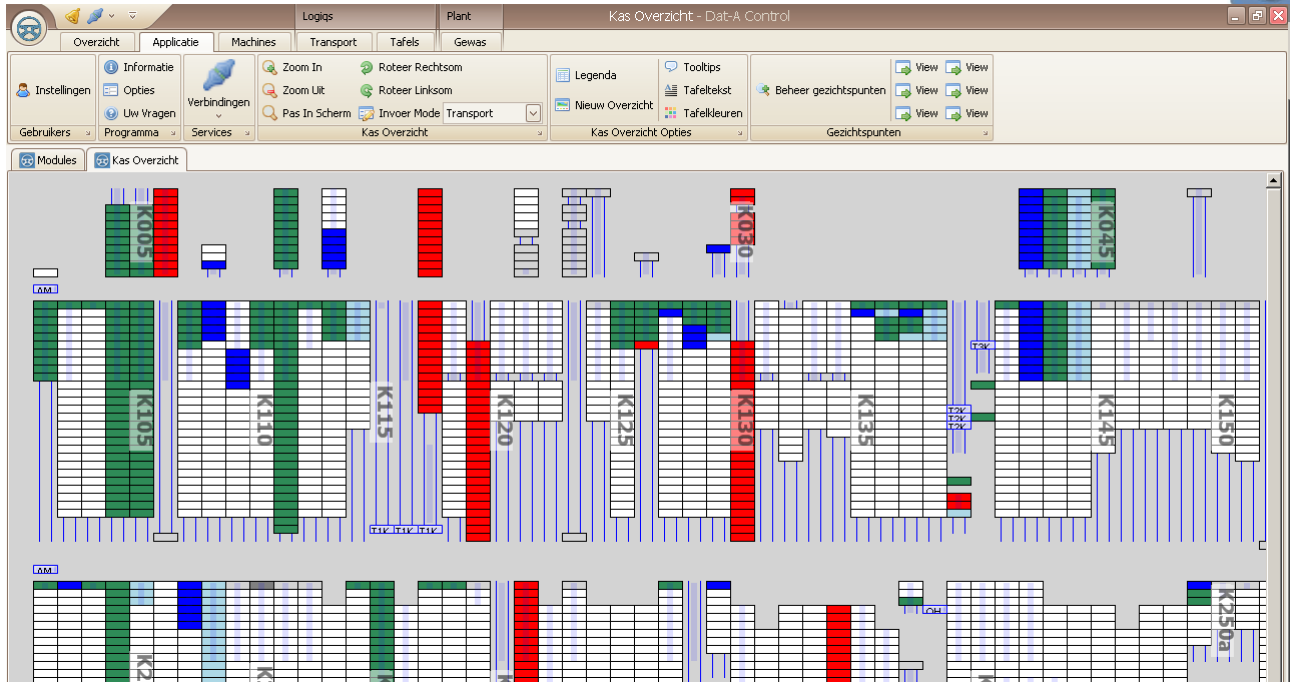 Logiqs Plant Kas Overzicht - Dat-A Control
Overzicht Applicatie Machines Transport Tafels Gewas
Instellingen
Gebruikers
Informatie
Opties
Uw Vragen
Programma
Verbindingen
Services
Zoom In
Zoom Uit
Pas In Scherm
Roteer Rechtsom
Roteer Linksom
Invoer Mode Transport
Kas Overzicht
Legenda
Nieuw Overzicht
Tooltips
Tafeltekst
Tafelkleuren
Kas Overzicht Opties
Beheer gezichtspunten
View View
View View
View View
Gezichtspunten
Modules Kas Overzicht
K005 K030 K045
AM
K105 K110 K115 K120 K125 K130 K135 K145 K150
T3K
T2K
T2K
T2K
T1K T1K T1K
AM
OH
K250a